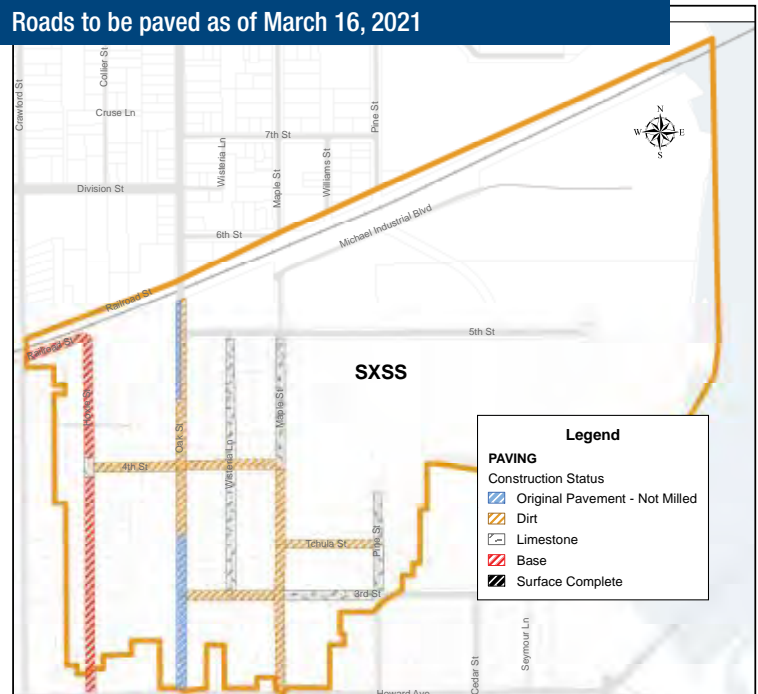 Roads to be paved as of March 16, 2021
Crawford St
Collier St
Cruse Ln
7th St
Pine St
Wisteria Ln
Maple St
Williams St
Division St
6th St
Michael Industrial Blvd
N
W E
S
Railroad St
5th St
Railroad St
SXSS
Maple St
Oak St
4th St
Wisteria Ln
Tchula St
Pine St
3rd St
Cedar St
Seymour Ln
Howard Ave
Legend
PAVING
Construction Status
Original Pavement - Not Milled
Dirt
Limestone
Base
Surface Complete